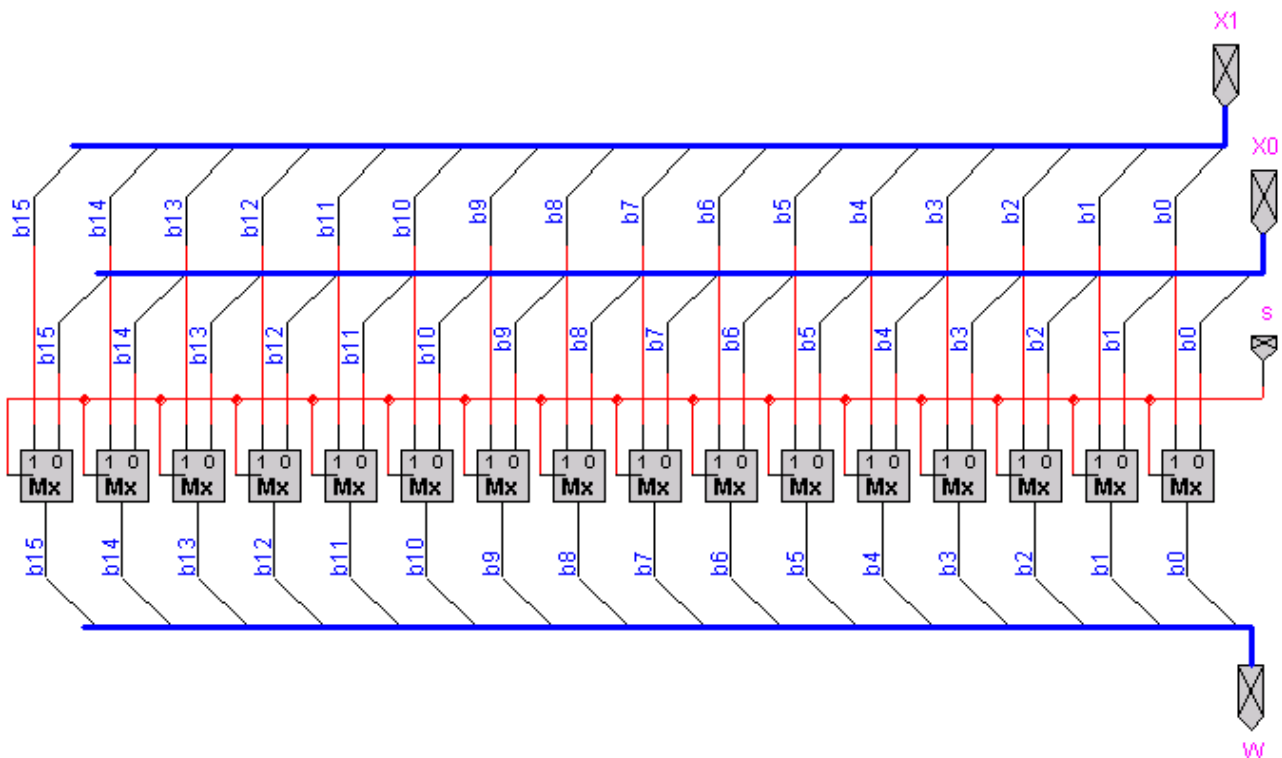 X1
X0
b15 b14 b13 b12 b11 b10 b9 b8 b7 b6 b5 b4 b3 b2 b1 b0
s
b15 b14 b13 b12 b11 b10 b9 b8 b7 b6 b5 b4 b3 b2 b1 b0
1 0 1 0 1 0 1 0 1 0 1 0 1 0 1 0 1 0 1 0 1 0 1 0 1 0 1 0 1 0 1 0
Mx Mx Mx Mx Mx Mx Mx Mx Mx Mx Mx Mx Mx Mx Mx Mx
b15 b14 b13 b12 b11 b10 b9 b8 b7 b6 b5 b4 b3 b2 b1 b0
W